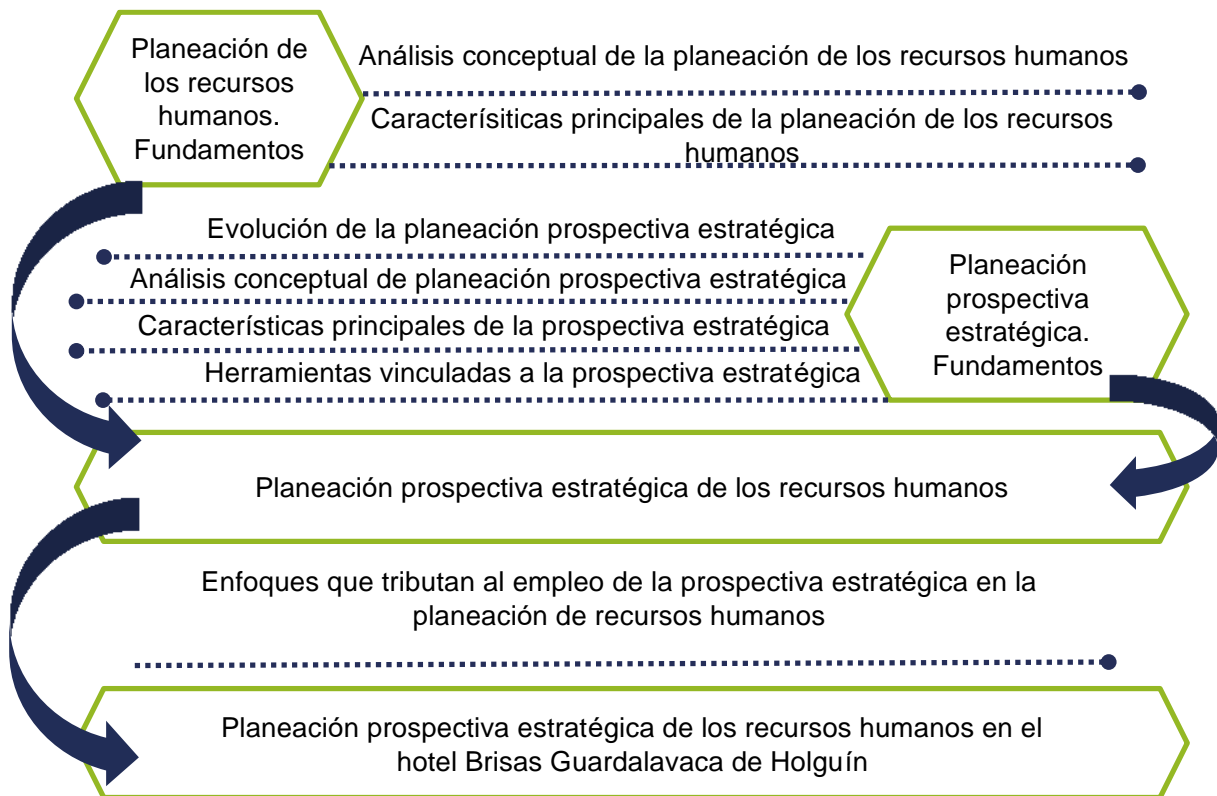 Planeación de
los recursos
humanos.
Fundamentos
Análisis conceptual de la planeación de los recursos humanos
Caracterísiticas principales de la planeación de los recursos
humanos
Evolución de la planeación prospectiva estratégica
Análisis conceptual de planeación prospectiva estratégica
Características principales de la prospectiva estratégica
Herramientas vinculadas a la prospectiva estratégica
Planeación
prospectiva
estratégica.
Fundamentos
Planeación prospectiva estratégica de los recursos humanos
Enfoques que tributan al empleo de la prospectiva estratégica en la
planeación de recursos humanos
Planeación prospectiva estratégica de los recursos humanos en el
hotel Brisas Guardalavaca de Holguín